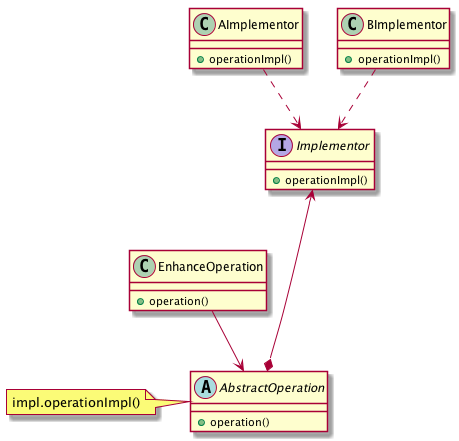 C AImplementor
operationImpl()
C BImplementor
operationImpl()
I Implementor
operationImpl()
C EnhanceOperation
operation()
A AbstractOperation
operation()
impl.operationImpl()